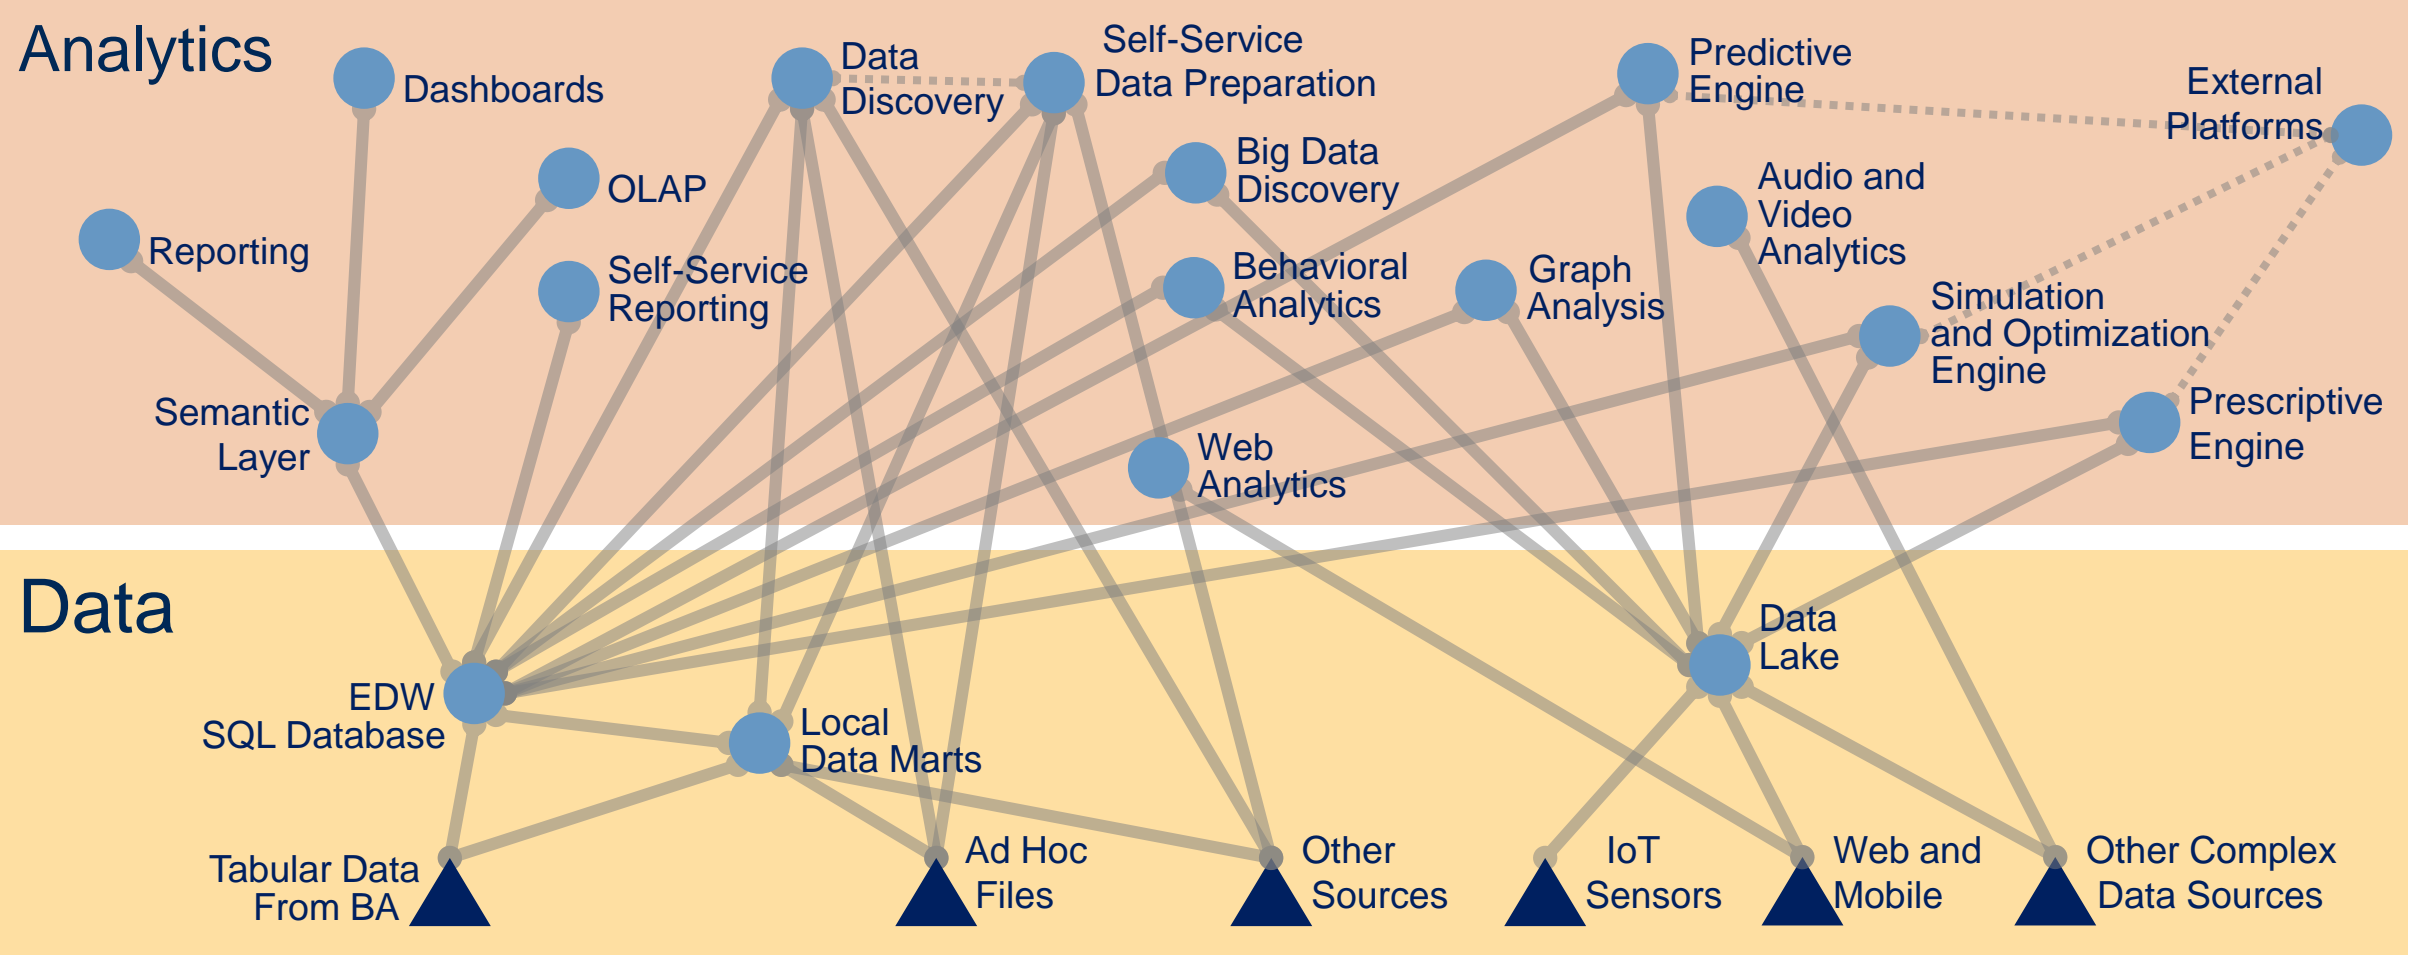 Analytics
Dashboards
Data
Discovery
Self-Service
Data Preparation
Predictive
Engine
External
Platforms
Reporting
OLAP
Self-Service
Reporting
Big Data
Discovery
Behavioral
Analytics
Graph
Analysis
Audio and
Video
Analytics
Simulation
and Optimization
Engine
Semantic
Layer
Web
Analytics
Prescriptive
Engine
Data
EDW
SQL Database
Local
Data Marts
Data
Lake
Tabular Data
From BA
Ad Hoc
Files
Other
Sources
IoT
Sensors
Web and
Mobile
Other Complex
Data Sources